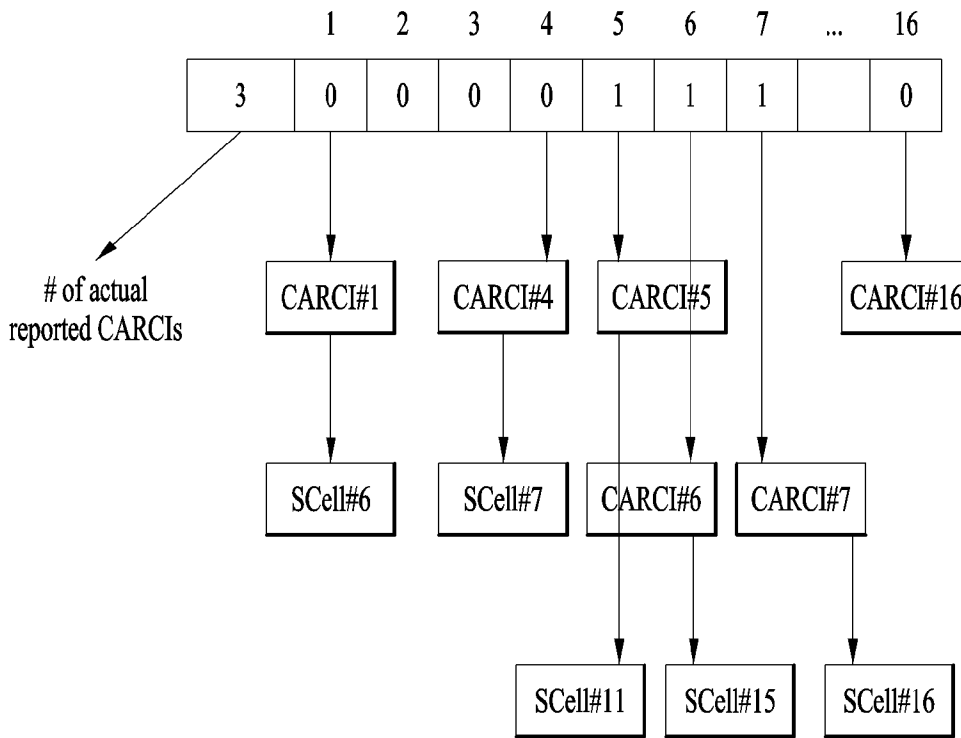 1 2 3 4 5 6 7 ... 16
3 0 0 0 0 1 1 1 0
# of actual
reported CARCIs
CARCI#1 CARCI#4 CARCI#5 CARCI#16
SCell#6 SCell#7 CARCI#6 CARCI#7
SCell#11 SCell#15 SCell#16